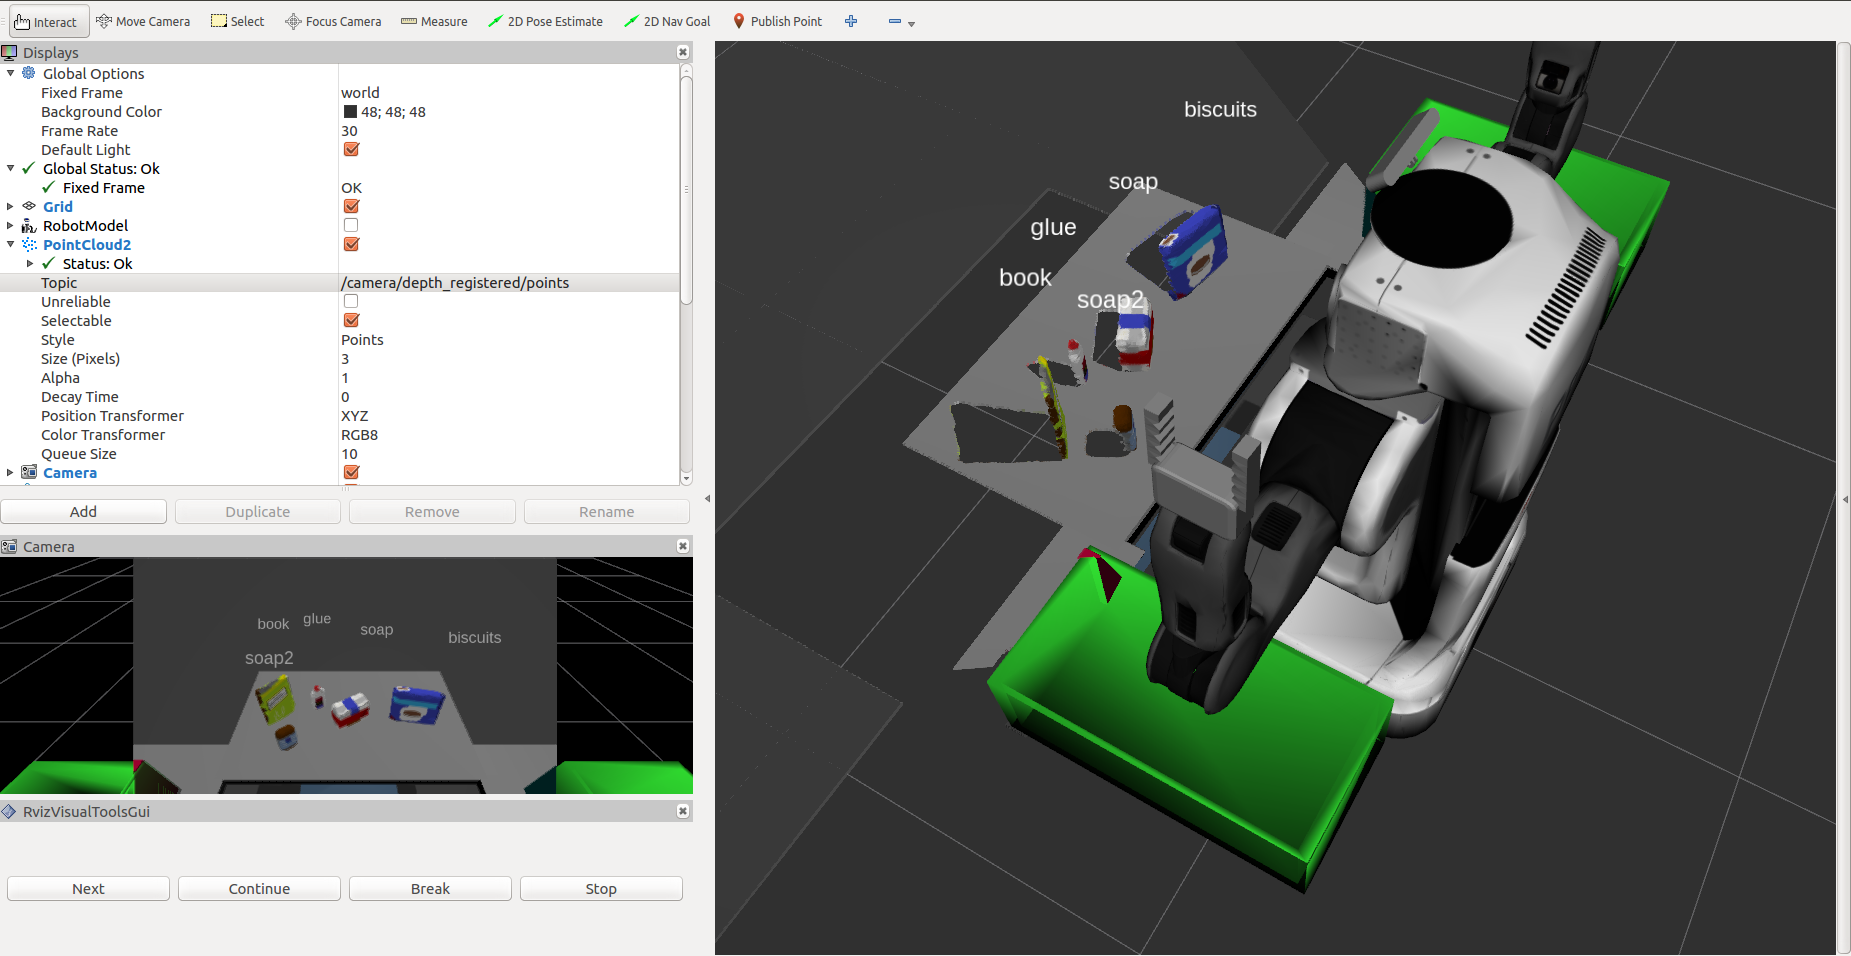 Interact Move Camera Select Focus Camera Measure 2D Pose Estimate 2D Nav Goal Publish Point
Displays
Global Options
Fixed Frame world
Background Color 48; 48; 48
Frame Rate 30
Default Light
Global Status: Ok
Fixed Frame OK
Grid
RobotModel
PointCloud2
Status: Ok
Topic /camera/depth_registered/points
Unreliable
Selectable
Style Points
Size (Pixels) 3
Alpha 1
Decay Time 0
Position Transformer XYZ
Color Transformer RGB8
Queue Size 10
Camera
Add Duplicate Remove Rename
Camera
book glue soap biscuits
soap2
RvizVisualToolsGui
Next Continue Break Stop
biscuits
soap
glue
book
soap2